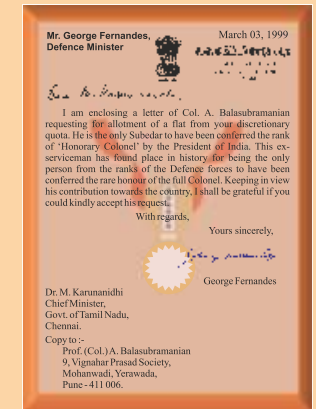 Mr. George Fernandes,
Defence Minister
March 03, 1999
I am enclosing a letter of Col. A. Balasubramanian
requesting for allotment of a flat from your discretionary
quota. He is the only Subedar to have been conferred the rank
of 'Honorary Colonel' by the President of India. This ex-
serviceman has found place in history for being the only
person from the ranks of the Defence forces to have been
conferred the rare honour of the full Colonel. Keeping in view
his contribution towards the country, I shall be grateful if you
could kindly accept his request.
With regards,
Yours sincerely,
George Fernandes
Dr. M. Karunanidhi
Chief Minister,
Govt. of Tamil Nadu,
Chennai.
Copy to :-
Prof. (Col.) A. Balasubramanian
9, Vignahar Prasad Society,
Mohanwadi, Yerawada,
Pune - 411 006.